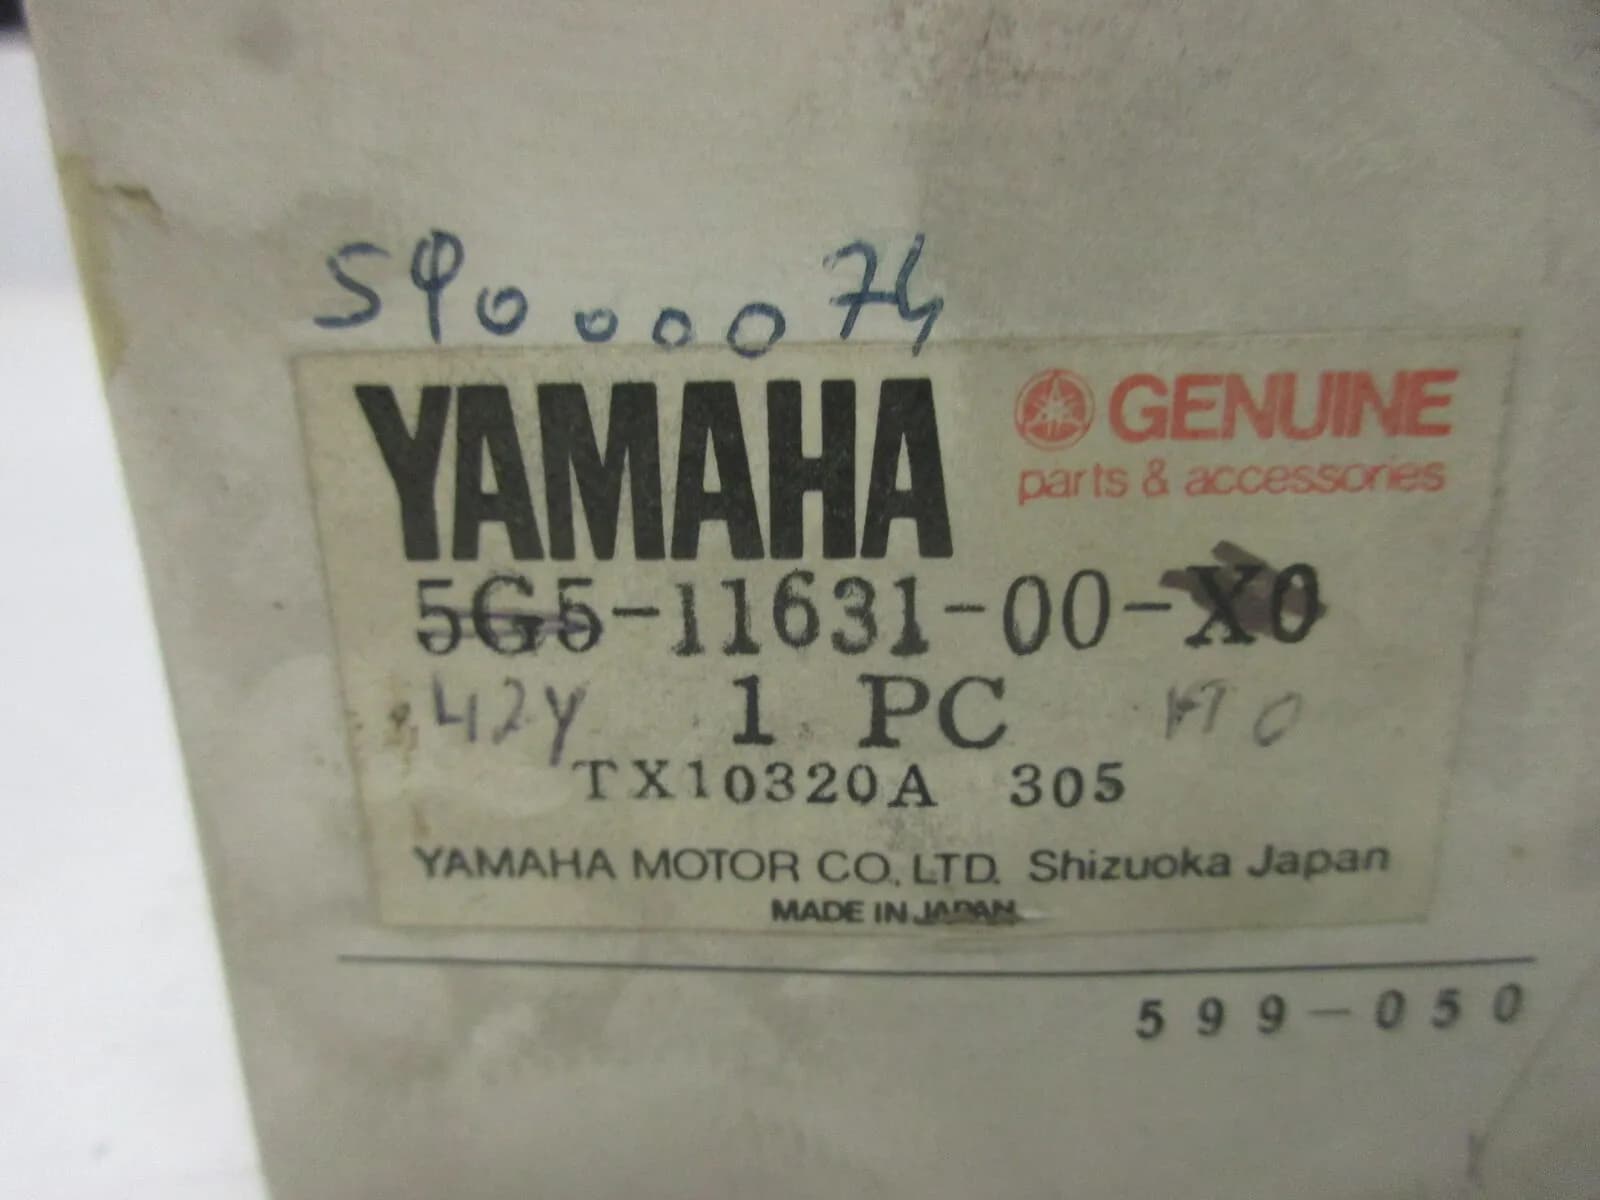 59000074
YAMAHA GENUINE
parts & accessories
5G5-11631-00-X0
42Y 1 PC
TX10320A 305
YAMAHA MOTOR CO., LTD. Shizuoka Japan
MADE IN JAPAN
599-050